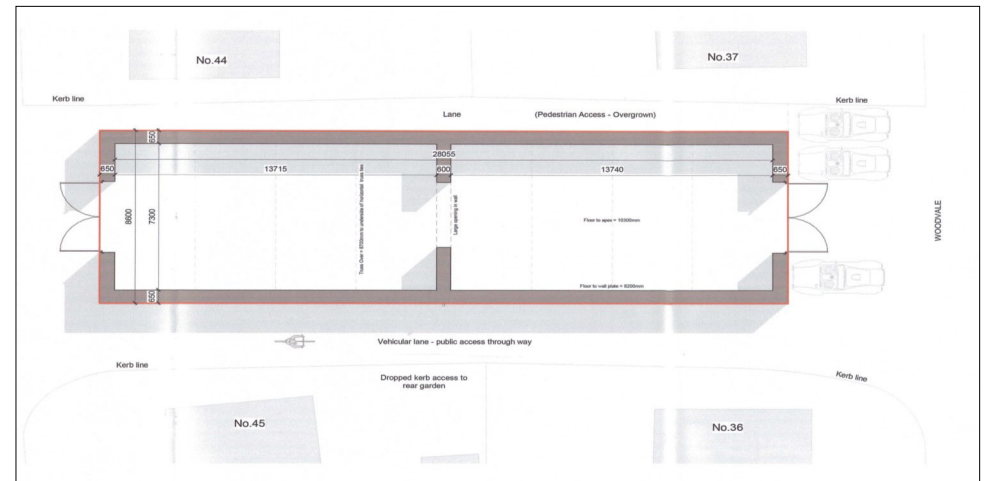 No.44
No.37
Kerb line
Kerb line
Lane
(Pedestrian Access - Overgrown)
650
28055
650
13715
600
13740
650
8600
7300
Large opening in wall
Floor to apex = 10300mm
WOODVALE
Floor to wall plate = 8200mm
650
Vehicular lane - public access through way
Kerb line
Dropped kerb access to
rear garden
Kerb line
No.45
No.36